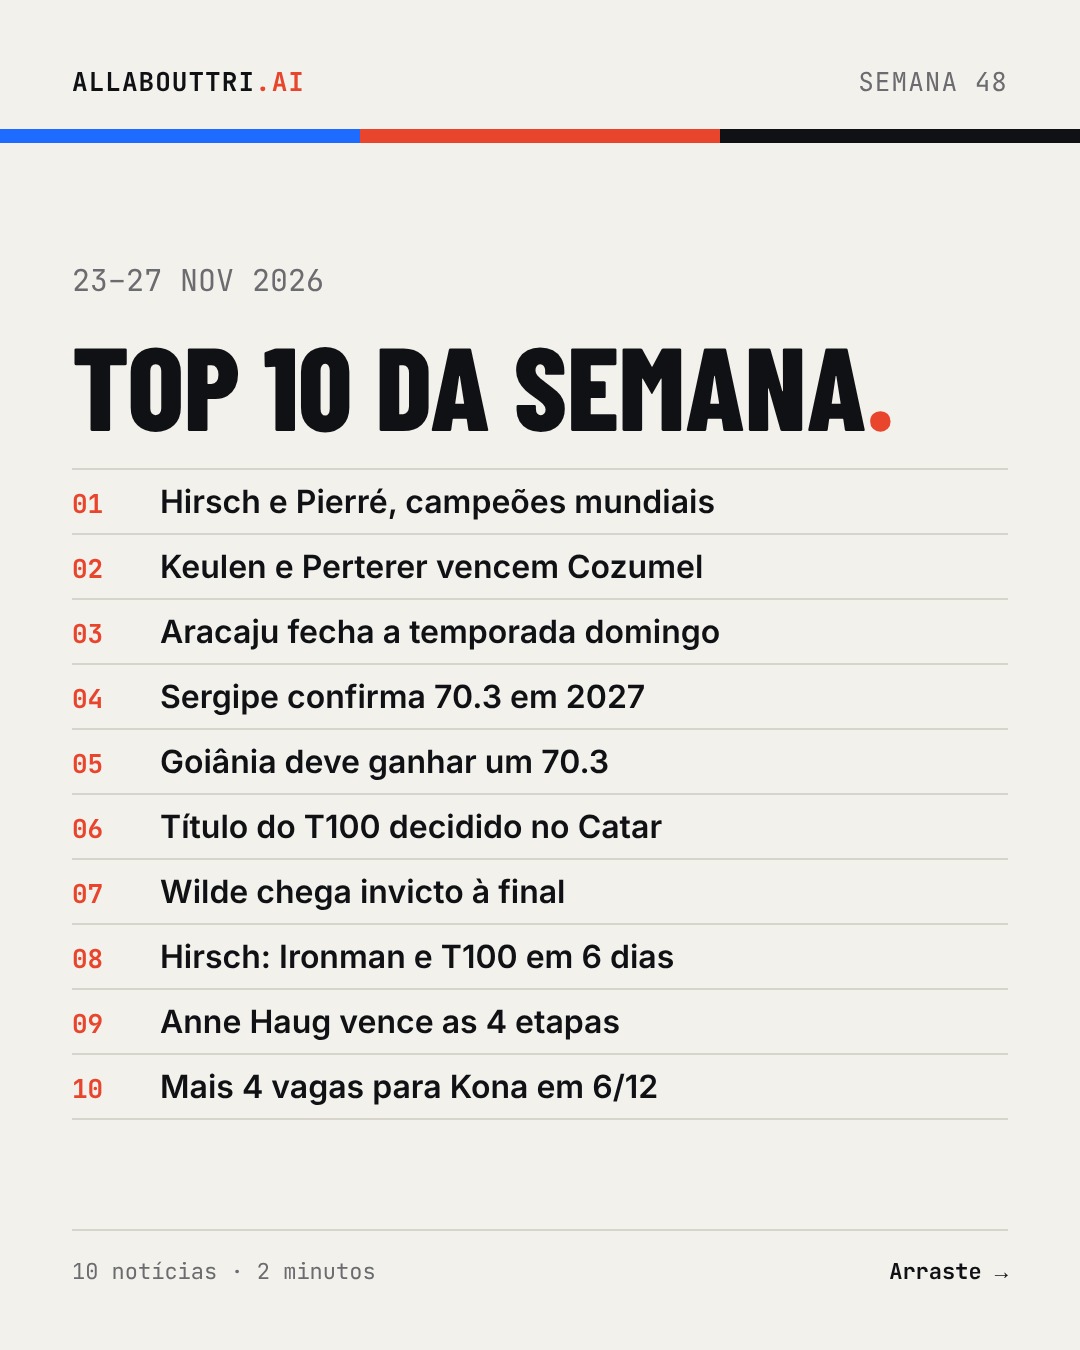 ALLABOUTTRI.AI
SEMANA 48
23–27 NOV 2026
TOP 10 DA SEMANA.
01 Hirsch e Pierré, campeões mundiais
02 Keulen e Perterer vencem Cozumel
03 Aracaju fecha a temporada domingo
04 Sergipe confirma 70.3 em 2027
05 Goiânia deve ganhar um 70.3
06 Título do T100 decidido no Catar
07 Wilde chega invicto à final
08 Hirsch: Ironman e T100 em 6 dias
09 Anne Haug vence as 4 etapas
10 Mais 4 vagas para Kona em 6/12
10 notícias · 2 minutos
Arraste →